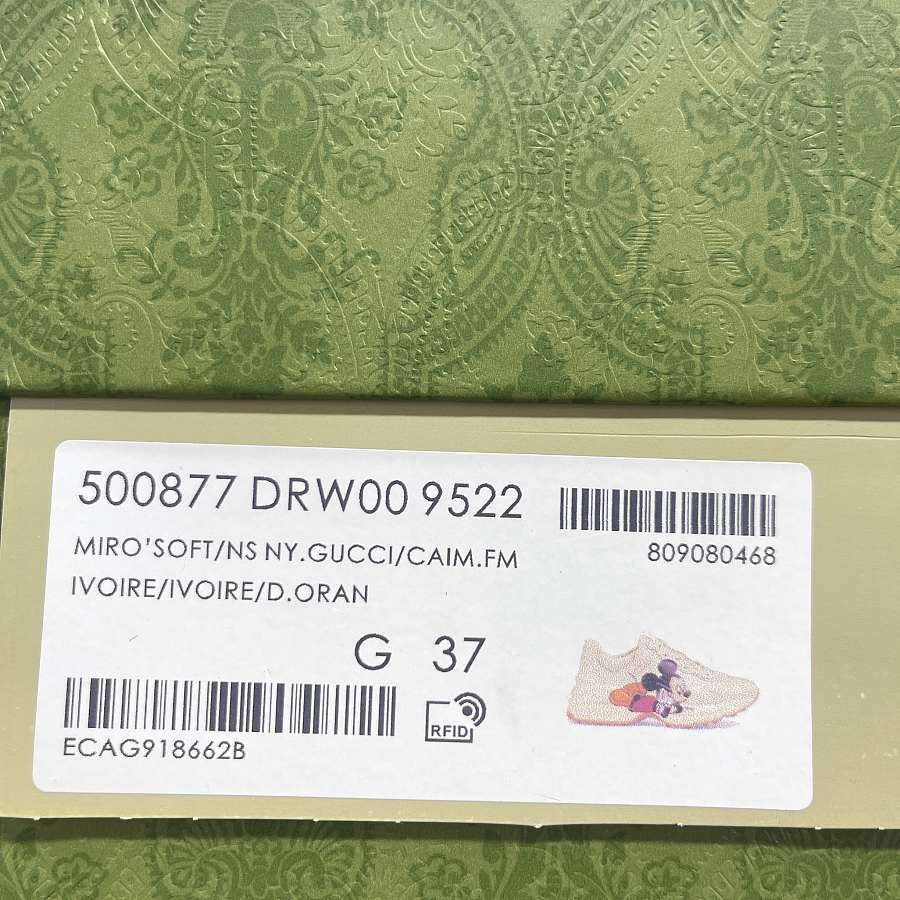 500877 DRW00 9522
809080468
MIRO'SOFT/NS NY.GUCCI/CAIM.FM
IVOIRE/IVOIRE/D.ORAN
G 37
RFID
ECAG918662B